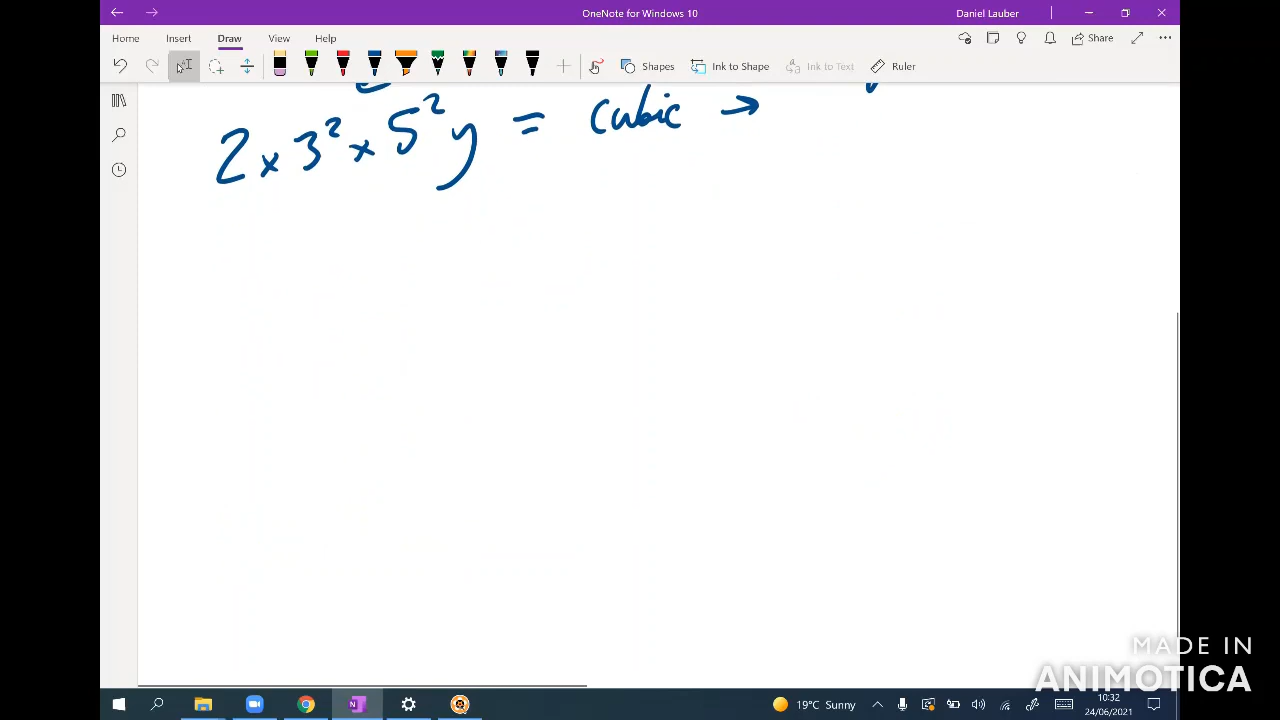 OneNote for Windows 10
Daniel Lauber
Home Insert Draw View Help
Share
Shapes Ink to Shape Ink to Text Ruler
2 × 3² × 5² y = cubic →
MADE IN
ANIMOTICA
19°C Sunny
10:32
24/06/2021